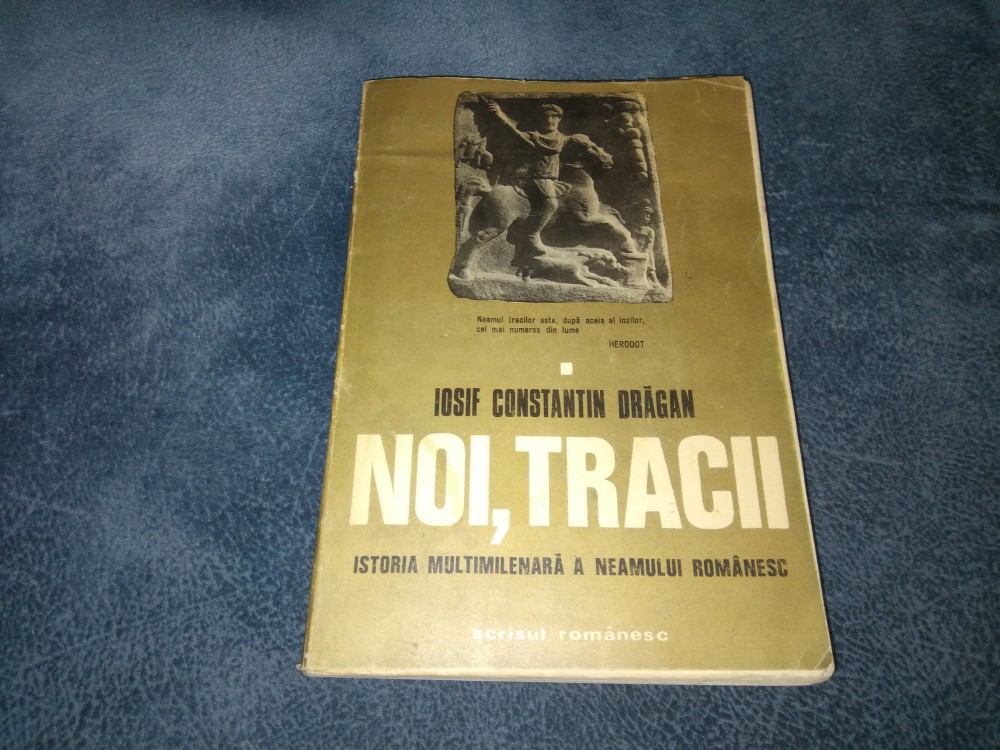 Neamul tracilor este, după acela al inzilor,
cel mai numeros din lume
HERODOT
IOSIF CONSTANTIN DRĂGAN
NOI, TRACII
ISTORIA MULTIMILENARĂ A NEAMULUI ROMÂNESC
scrisul românesc